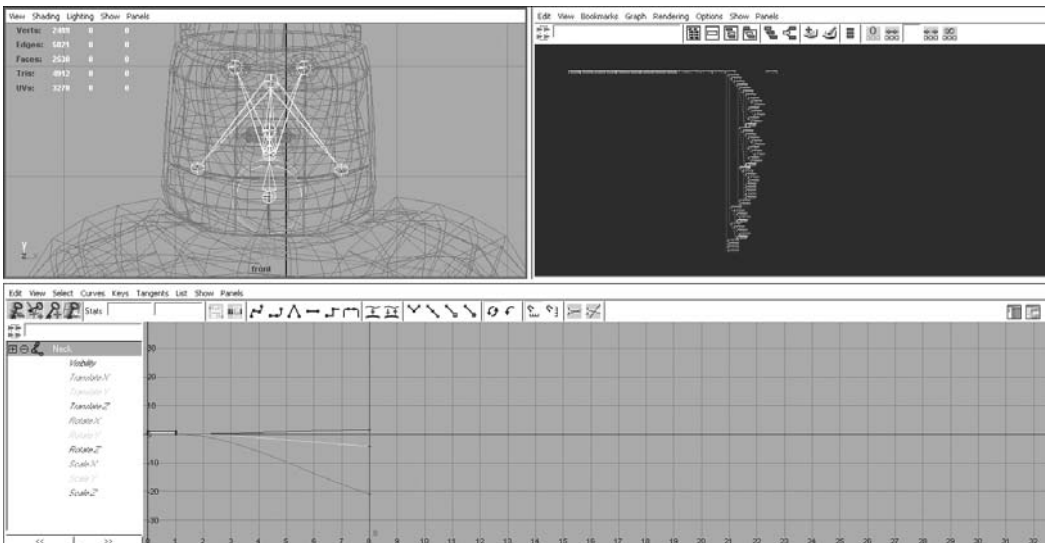 View Shading Lighting Show Panels
Verts: 2499 0 0
Edges: 5021 0 0
Faces: 2530 0 0
Tris: 4912 0 0
UVs: 3270 0 0
y
z
front
Edit View Bookmarks Graph Rendering Options Show Panels
Edit View Select Curves Keys Tangents List Show Panels
Stats
Neck
Visibility
Translate X
Translate Y
Translate Z
Rotate X
Rotate Y
Rotate Z
Scale X
Scale Y
Scale Z
30
20
10
-10
-20
-30
8
<< >>
0 1 2 3 4 5 6 7 8 9 10 11 12 13 14 15 16 17 18 19 20 21 22 23 24 25 26 27 28 29 30 31 32